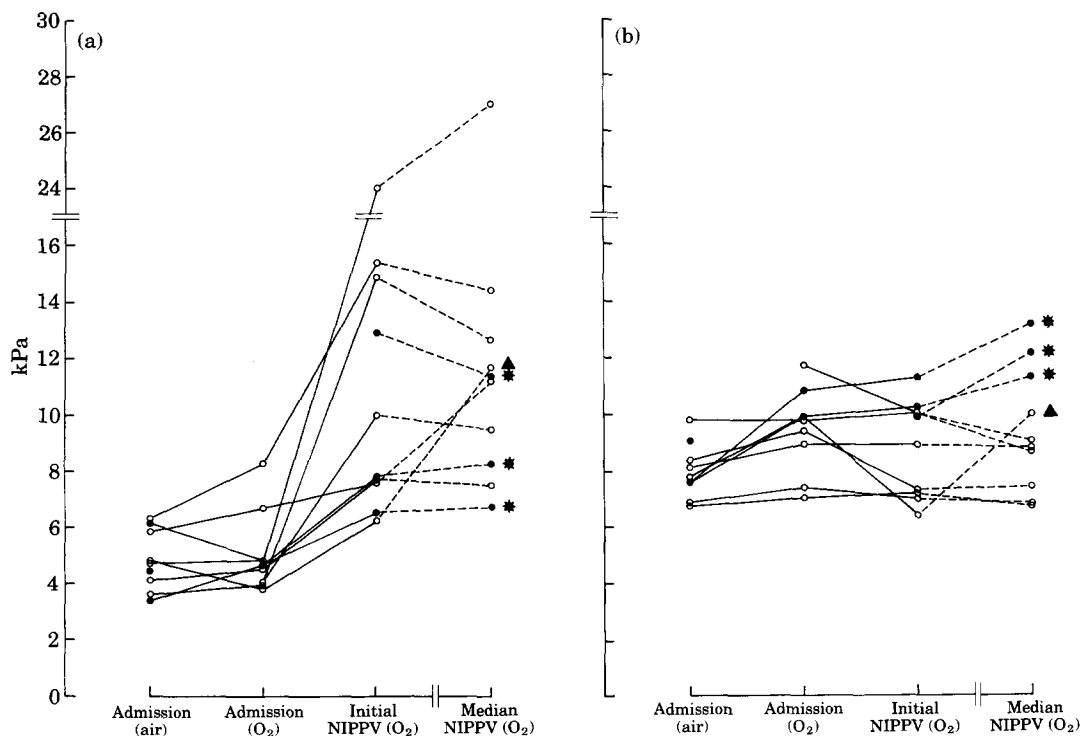 (a)
(b)
kPa
30
28
26
24
16
14
12
10
8
6
4
2
0
Admission (air)
Admission (O₂)
Initial NIPPV (O₂)
Median NIPPV (O₂)
Admission (air)
Admission (O₂)
Initial NIPPV (O₂)
Median NIPPV (O₂)